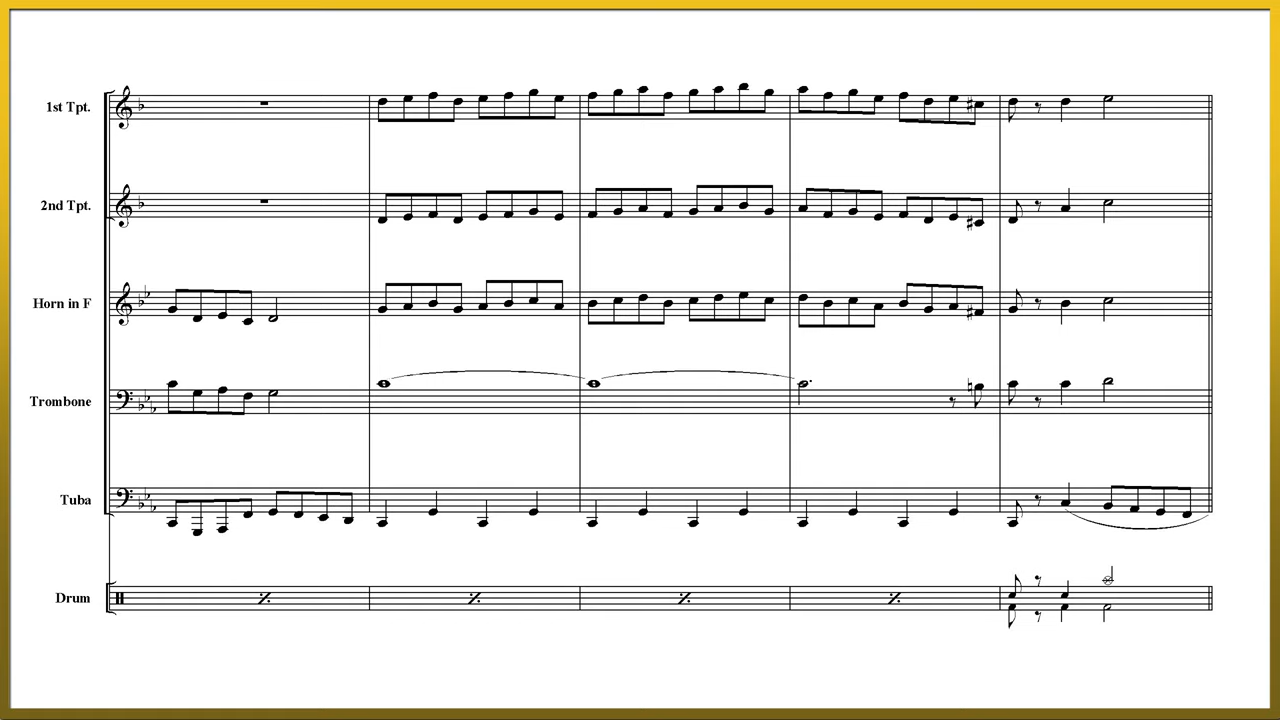 1st Tpt.
2nd Tpt.
Horn in F
Trombone
Tuba
Drum